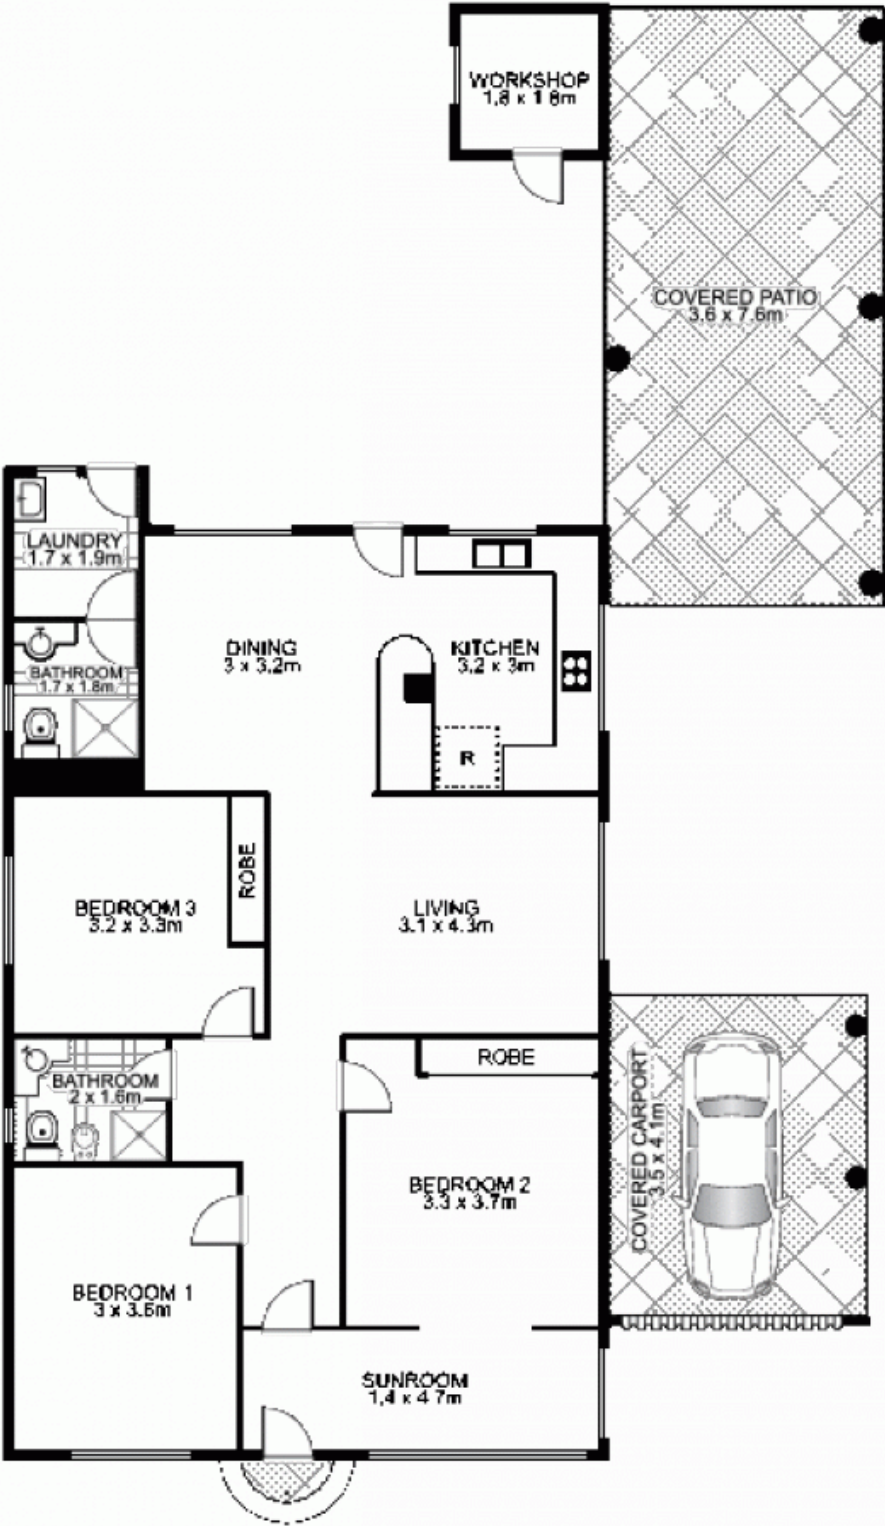 WORKSHOP
1.8 x 1.8m
COVERED PATIO
3.6 x 7.6m
LAUNDRY
1.7 x 1.9m
DINING
3 x 3.2m
KITCHEN
3.2 x 3m
BATHROOM
1.7 x 1.8m
R
ROBE
BEDROOM 3
3.2 x 3.3m
LIVING
3.1 x 4.3m
ROBE
BATHROOM
2 x 1.6m
COVERED CARPORT
3.5 x 4.1m
BEDROOM 2
3.3 x 3.7m
BEDROOM 1
3 x 3.6m
SUNROOM
1.4 x 4.7m